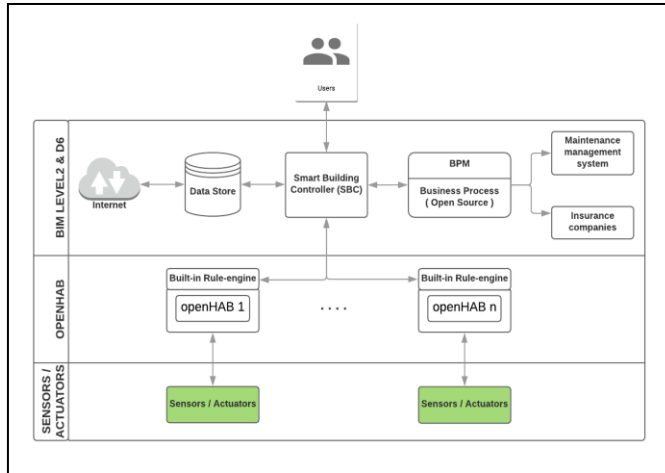 Users
BIM LEVEL2 & D6
Internet
Data Store
Smart Building
Controller (SBC)
BPM
Business Process
( Open Source )
Maintenance
management
system
Insurance
companies
OPENHAB
Built-in Rule-engine
openHAB 1
....
Built-in Rule-engine
openHAB n
SENSORS /
ACTUATORS
Sensors / Actuators
Sensors / Actuators